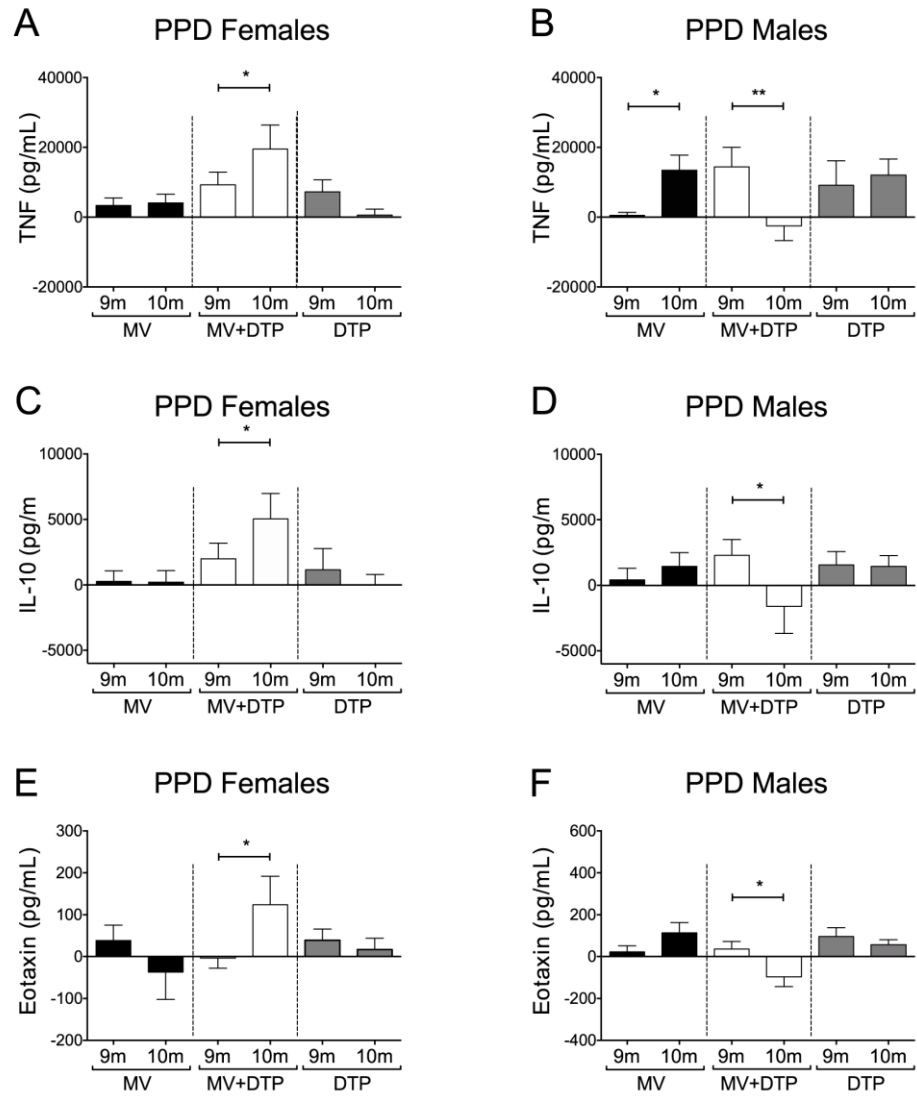 A PPD Females
TNF (pg/mL)
40000
20000
0
-20000
*
9m 10m 9m 10m 9m 10m
MV MV+DTP DTP
B PPD Males
TNF (pg/mL)
40000
20000
0
-20000
* **
9m 10m 9m 10m 9m 10m
MV MV+DTP DTP
C PPD Females
IL-10 (pg/m
10000
5000
0
-5000
*
9m 10m 9m 10m 9m 10m
MV MV+DTP DTP
D PPD Males
IL-10 (pg/m
10000
5000
0
-5000
*
9m 10m 9m 10m 9m 10m
MV MV+DTP DTP
E PPD Females
Eotaxin (pg/mL)
300
200
100
0
-100
-200
*
9m 10m 9m 10m 9m 10m
MV MV+DTP DTP
F PPD Males
Eotaxin (pg/mL)
600
400
200
0
-200
-400
*
9m 10m 9m 10m 9m 10m
MV MV+DTP DTP